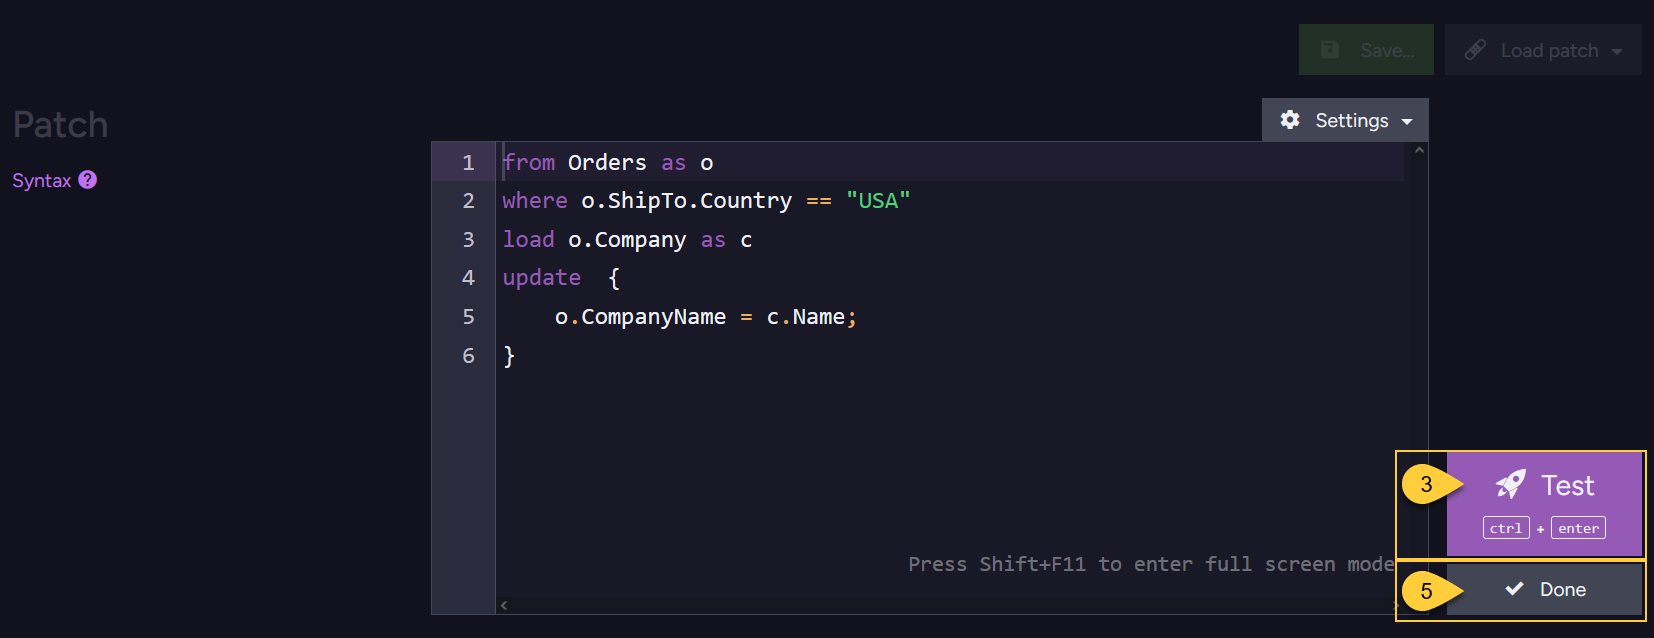 Save...
Load patch
Patch
Settings
Syntax ?
1 from Orders as o
2 where o.ShipTo.Country == "USA"
3 load o.Company as c
4 update  {
5     o.CompanyName = c.Name;
6 }
3
Test
ctrl + enter
Press Shift+F11 to enter full screen mode
5
Done